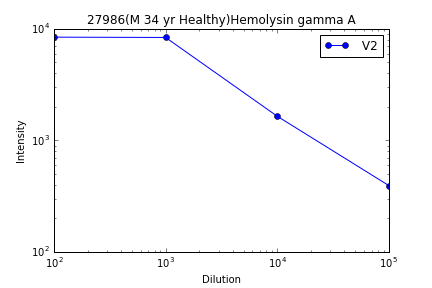 27986(M 34 yr Healthy)Hemolysin gamma A
V2
10^4
10^3
10^2
Intensity
10^2 10^3 10^4 10^5
Dilution